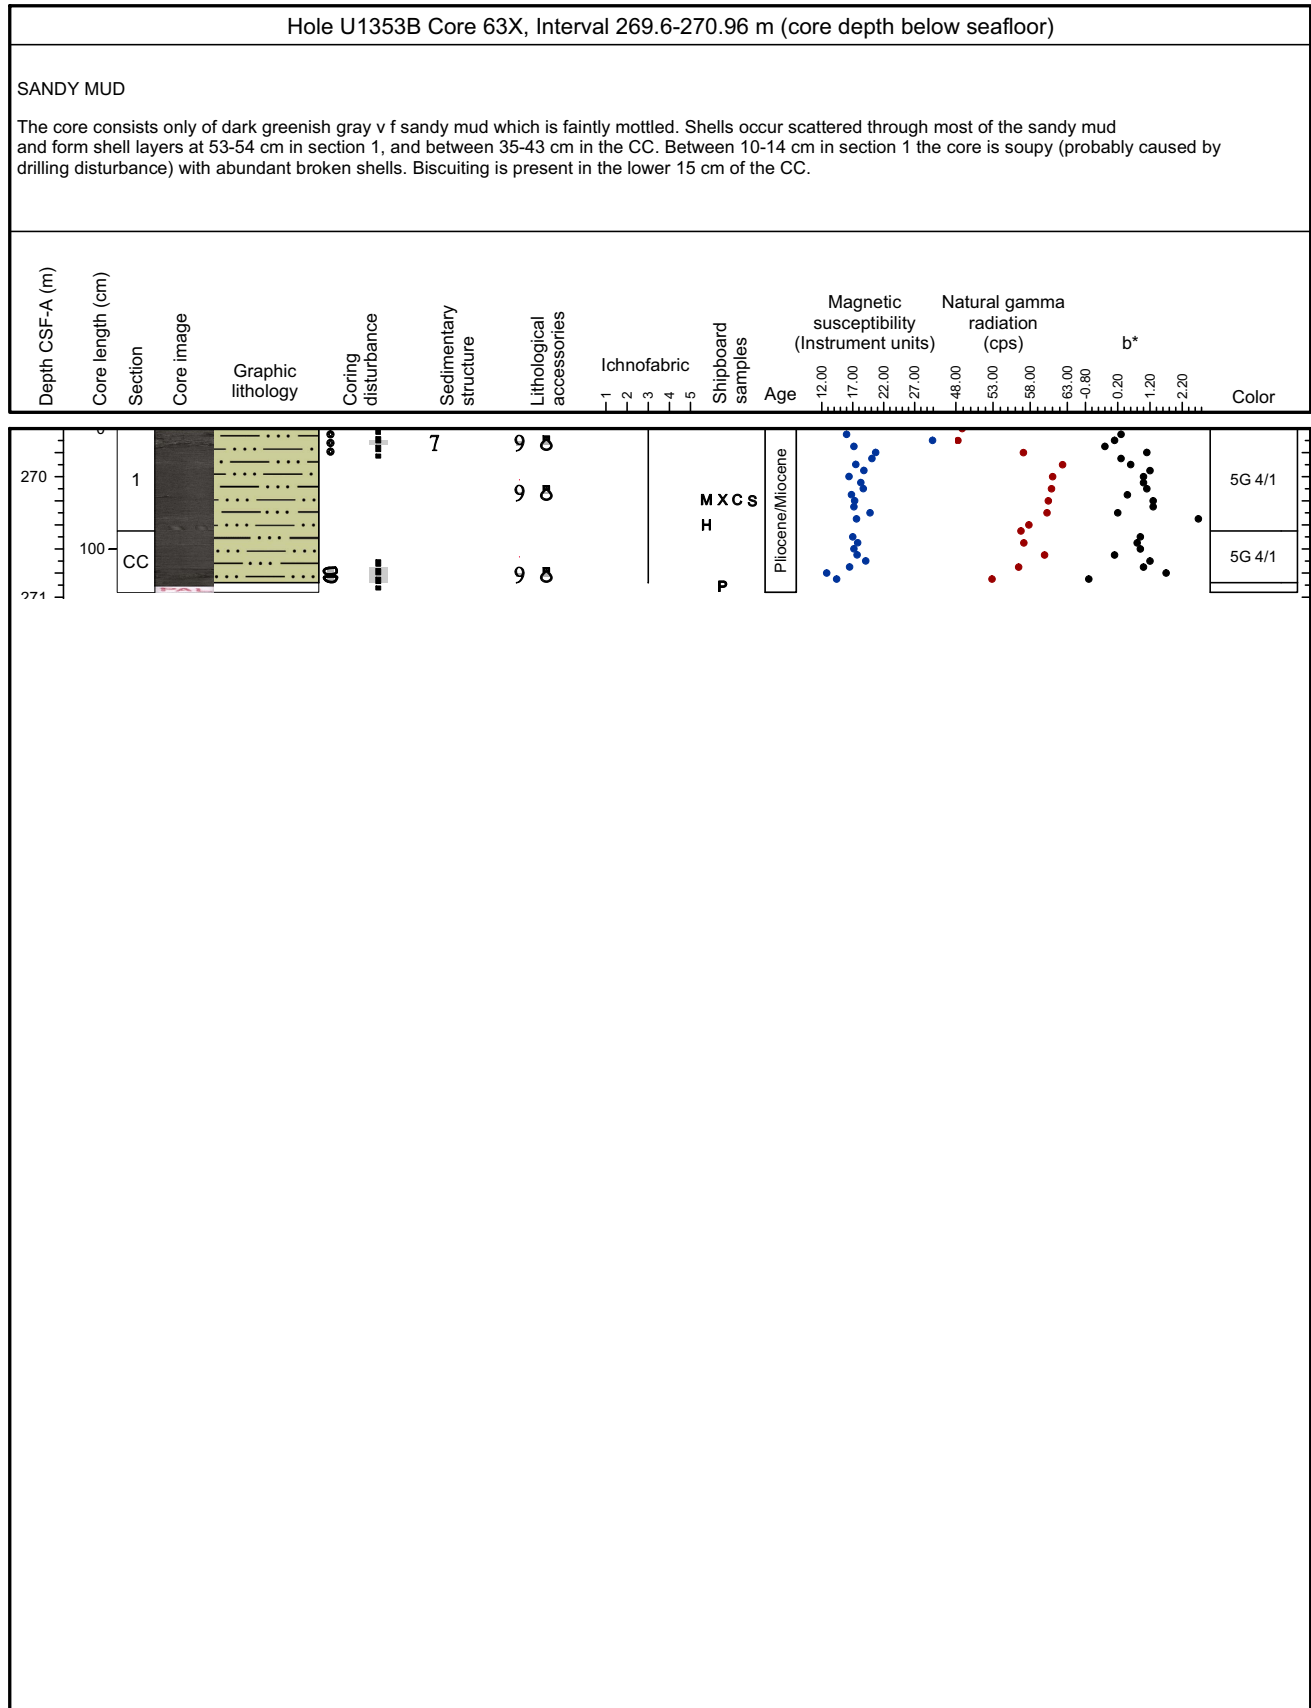 Hole U1353B Core 63X, Interval 269.6-270.96 m (core depth below seafloor)
SANDY MUD
The core consists only of dark greenish gray v f sandy mud which is faintly mottled. Shells occur scattered through most of the sandy mud
and form shell layers at 53-54 cm in section 1, and between 35-43 cm in the CC. Between 10-14 cm in section 1 the core is soupy (probably caused by
drilling disturbance) with abundant broken shells. Biscuiting is present in the lower 15 cm of the CC.
Depth CSF-A (m)
Core length (cm)
Section
Core image
Graphic
lithology
Coring
disturbance
Sedimentary
structure
Lithological
accessories
Ichnofabric
1 2 3 4 5
Shipboard
samples
Age
Magnetic
susceptibility
(Instrument units)
12.00 17.00 22.00 27.00
Natural gamma
radiation
(cps)
48.00 53.00 58.00 63.00
b*
-0.80 0.20 1.20 2.20
Color
270
271
100
1
CC
M X C S
H
P
Pliocene/Miocene
5G 4/1
5G 4/1